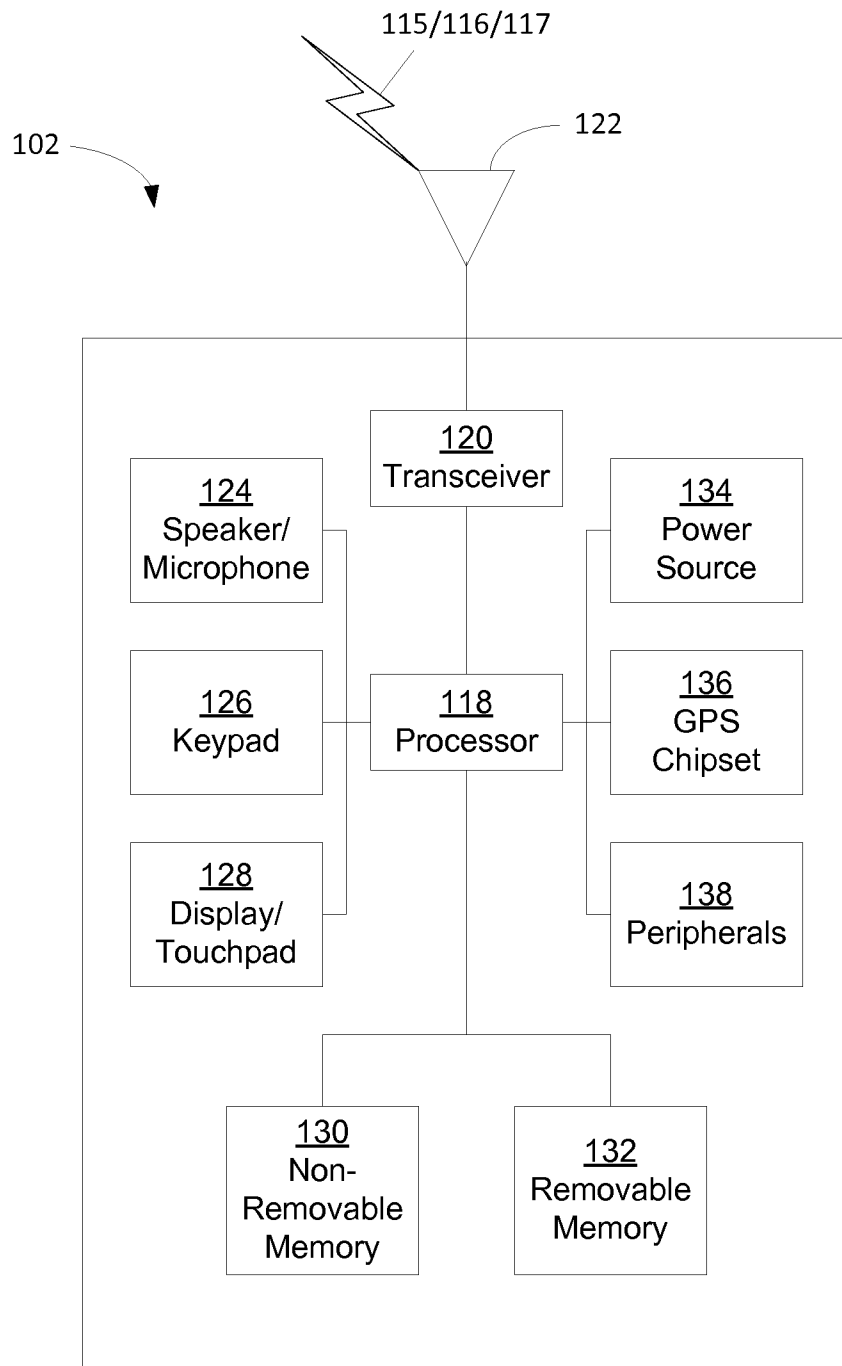 115/116/117
122
102
120
Transceiver
124
Speaker/
Microphone
134
Power
Source
126
Keypad
118
Processor
136
GPS
Chipset
128
Display/
Touchpad
138
Peripherals
130
Non-
Removable
Memory
132
Removable
Memory